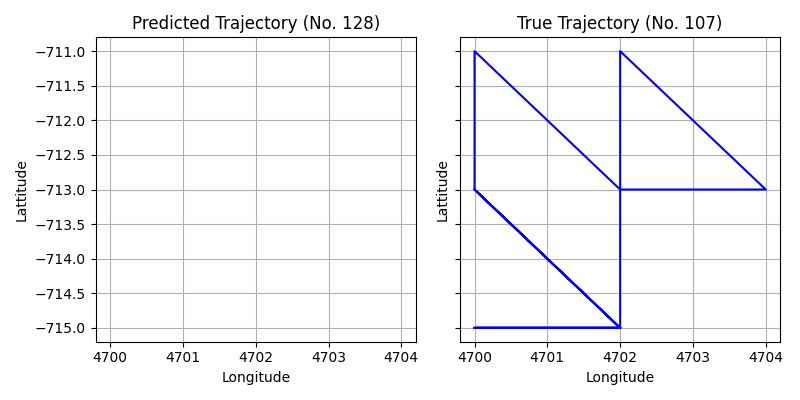 Predicted Trajectory (No. 128)
True Trajectory (No. 107)
−711.0
−711.5
−712.0
−712.5
−713.0
−713.5
−714.0
−714.5
−715.0
Lattitude
Lattitude
4700 4701 4702 4703 4704
4700 4701 4702 4703 4704
Longitude
Longitude